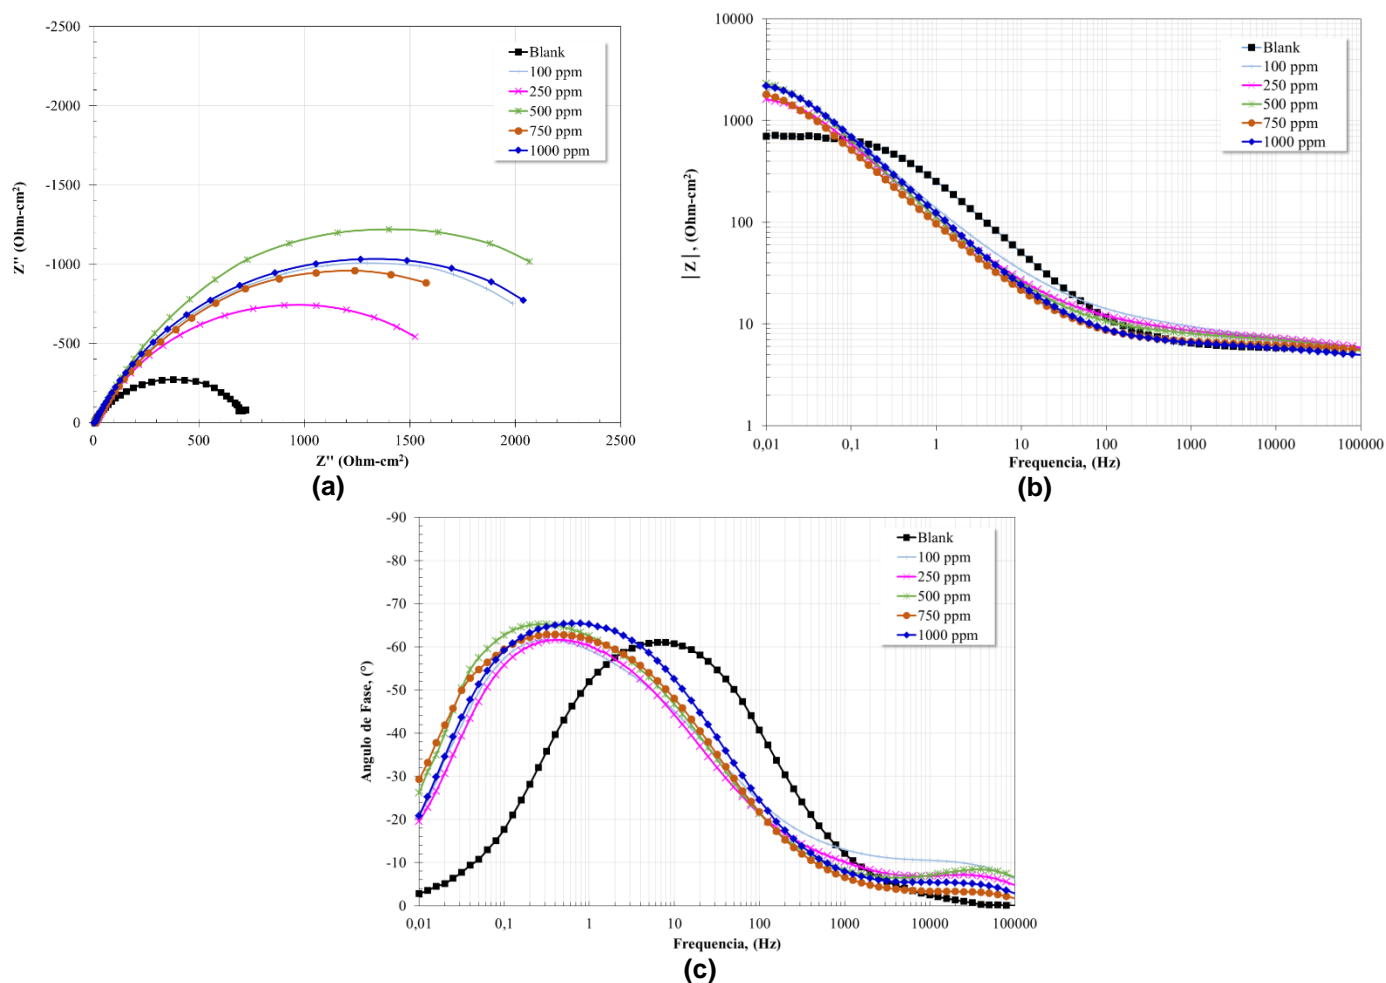 -2500
-2000
-1500
-1000
-500
0
Z'' (Ohm-cm²)
Blank
100 ppm
250 ppm
500 ppm
750 ppm
1000 ppm
0 500 1000 1500 2000 2500
Z'' (Ohm-cm²)
(a)
10000
1000
100
10
1
|Z|, (Ohm-cm²)
Blank
100 ppm
250 ppm
500 ppm
750 ppm
1000 ppm
0,01 0,1 1 10 100 1000 10000 100000
Frequencia, (Hz)
(b)
-90
-80
-70
-60
-50
-40
-30
-20
-10
0
Angulo de Fase, (°)
Blank
100 ppm
250 ppm
500 ppm
750 ppm
1000 ppm
0,01 0,1 1 10 100 1000 10000 100000
Frequencia, (Hz)
(c)